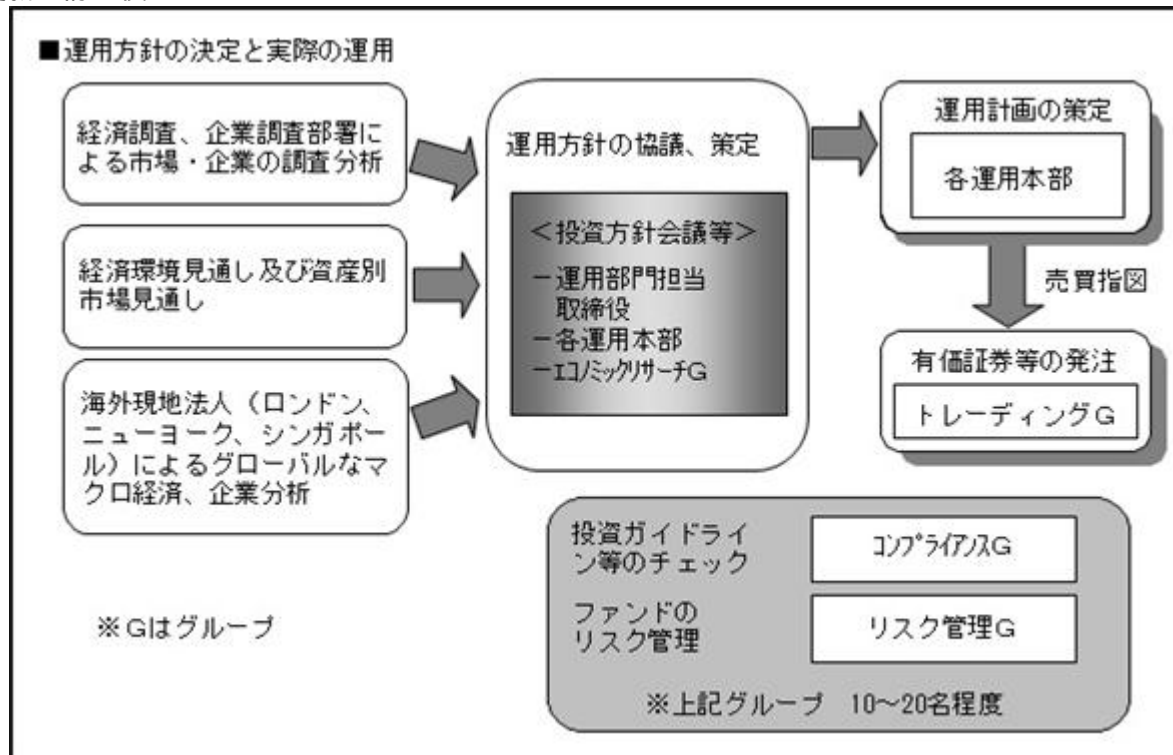 ■運用方針の決定と実際の運用
経済調査、企業調査部署に
よる市場・企業の調査分析
経済環境見通し及び資産別
市場見通し
海外現地法人（ロンドン、
ニューヨーク、シンガポー
ル）によるグローバルなマ
クロ経済、企業分析
運用方針の協議、策定
＜投資方針会議等＞
－運用部門担当
取締役
－各運用本部
－ｴｺﾉﾐｯｸﾘｻｰﾁＧ
運用計画の策定
各運用本部
売買指図
有価証券等の発注
トレーディングＧ
投資ガイドライ
ン等のチェック
ｺﾝﾌﾟﾗｲｱﾝｽＧ
ファンドの
リスク管理
リスク管理Ｇ
※上記グループ　10～20名程度
※Ｇはグループ